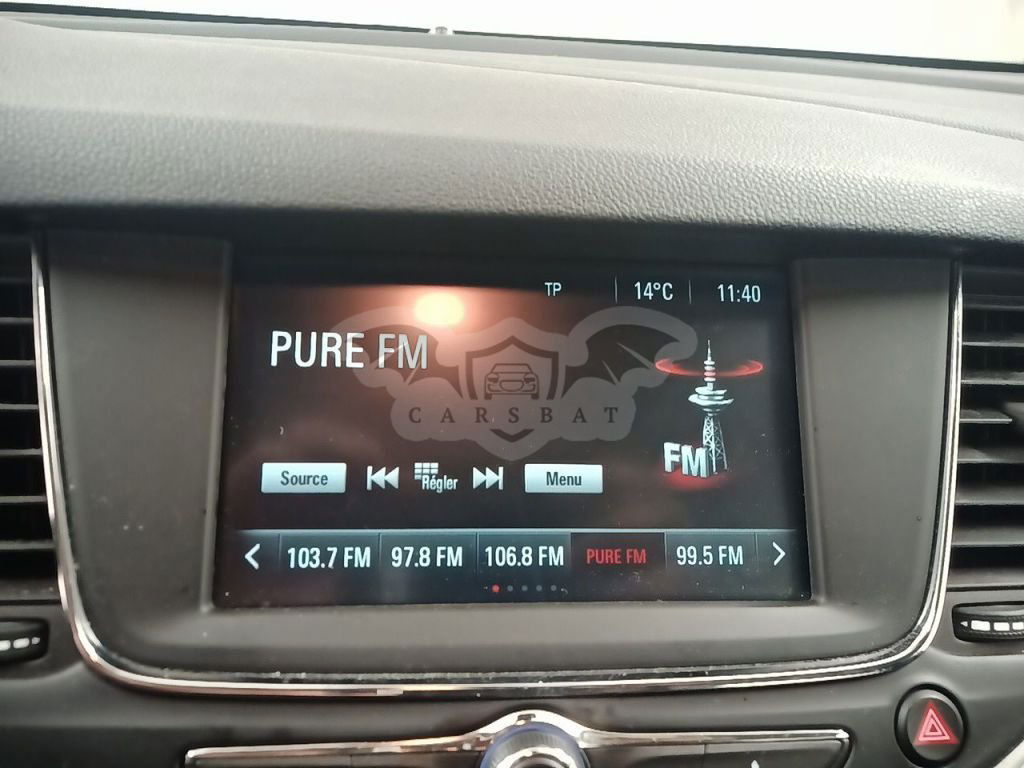 TP 14°C 11:40
PURE FM
CARSBAT
FM
Source Régler Menu
103.7 FM 97.8 FM 106.8 FM PURE FM 99.5 FM